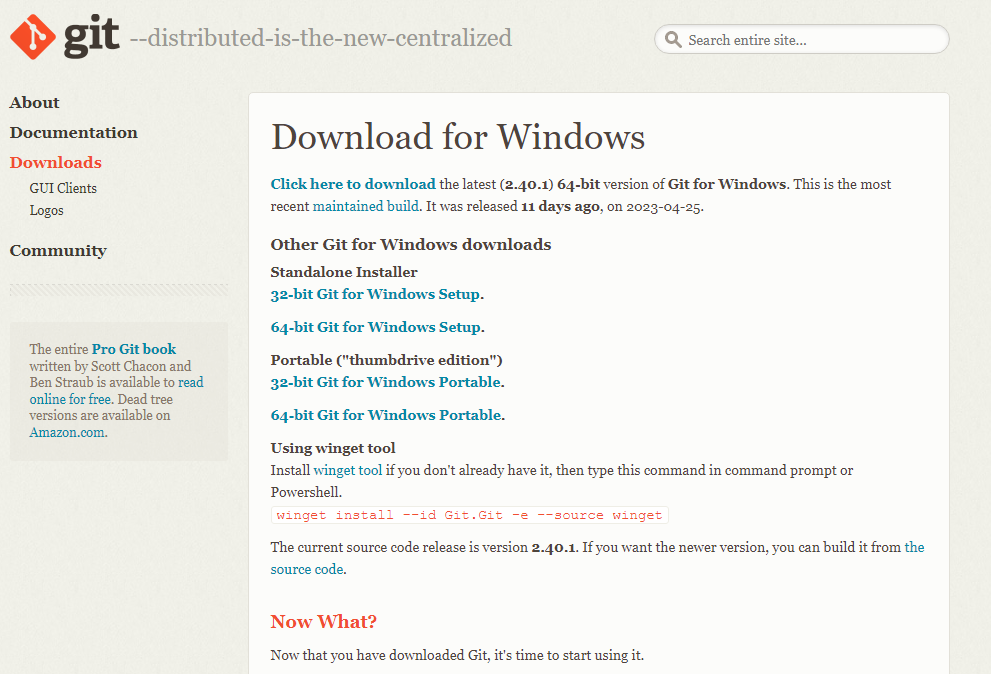 git --distributed-is-the-new-centralized
Search entire site...
About
Documentation
Downloads
GUI Clients
Logos
Community
The entire Pro Git book
written by Scott Chacon and
Ben Straub is available to read
online for free. Dead tree
versions are available on
Amazon.com.
Download for Windows
Click here to download the latest (2.40.1) 64-bit version of Git for Windows. This is the most
recent maintained build. It was released 11 days ago, on 2023-04-25.
Other Git for Windows downloads
Standalone Installer
32-bit Git for Windows Setup.
64-bit Git for Windows Setup.
Portable ("thumbdrive edition")
32-bit Git for Windows Portable.
64-bit Git for Windows Portable.
Using winget tool
Install winget tool if you don't already have it, then type this command in command prompt or
Powershell.
winget install --id Git.Git -e --source winget
The current source code release is version 2.40.1. If you want the newer version, you can build it from the
source code.
Now What?
Now that you have downloaded Git, it's time to start using it.